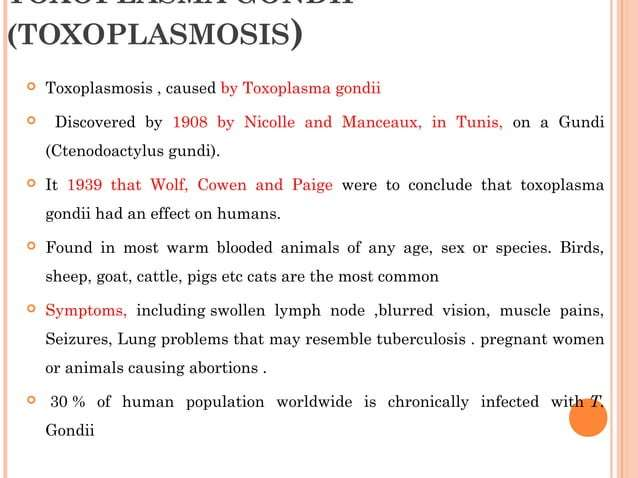 TOXOPLASMA GONDII
(TOXOPLASMOSIS)
Toxoplasmosis , caused by Toxoplasma gondii
Discovered by 1908 by Nicolle and Manceaux, in Tunis, on a Gundi
(Ctenodoactylus gundi).
It 1939 that Wolf, Cowen and Paige were to conclude that toxoplasma
gondii had an effect on humans.
Found in most warm blooded animals of any age, sex or species. Birds,
sheep, goat, cattle, pigs etc cats are the most common
Symptoms, including swollen lymph node ,blurred vision, muscle pains,
Seizures, Lung problems that may resemble tuberculosis . pregnant women
or animals causing abortions .
30 % of human population worldwide is chronically infected with T.
Gondii